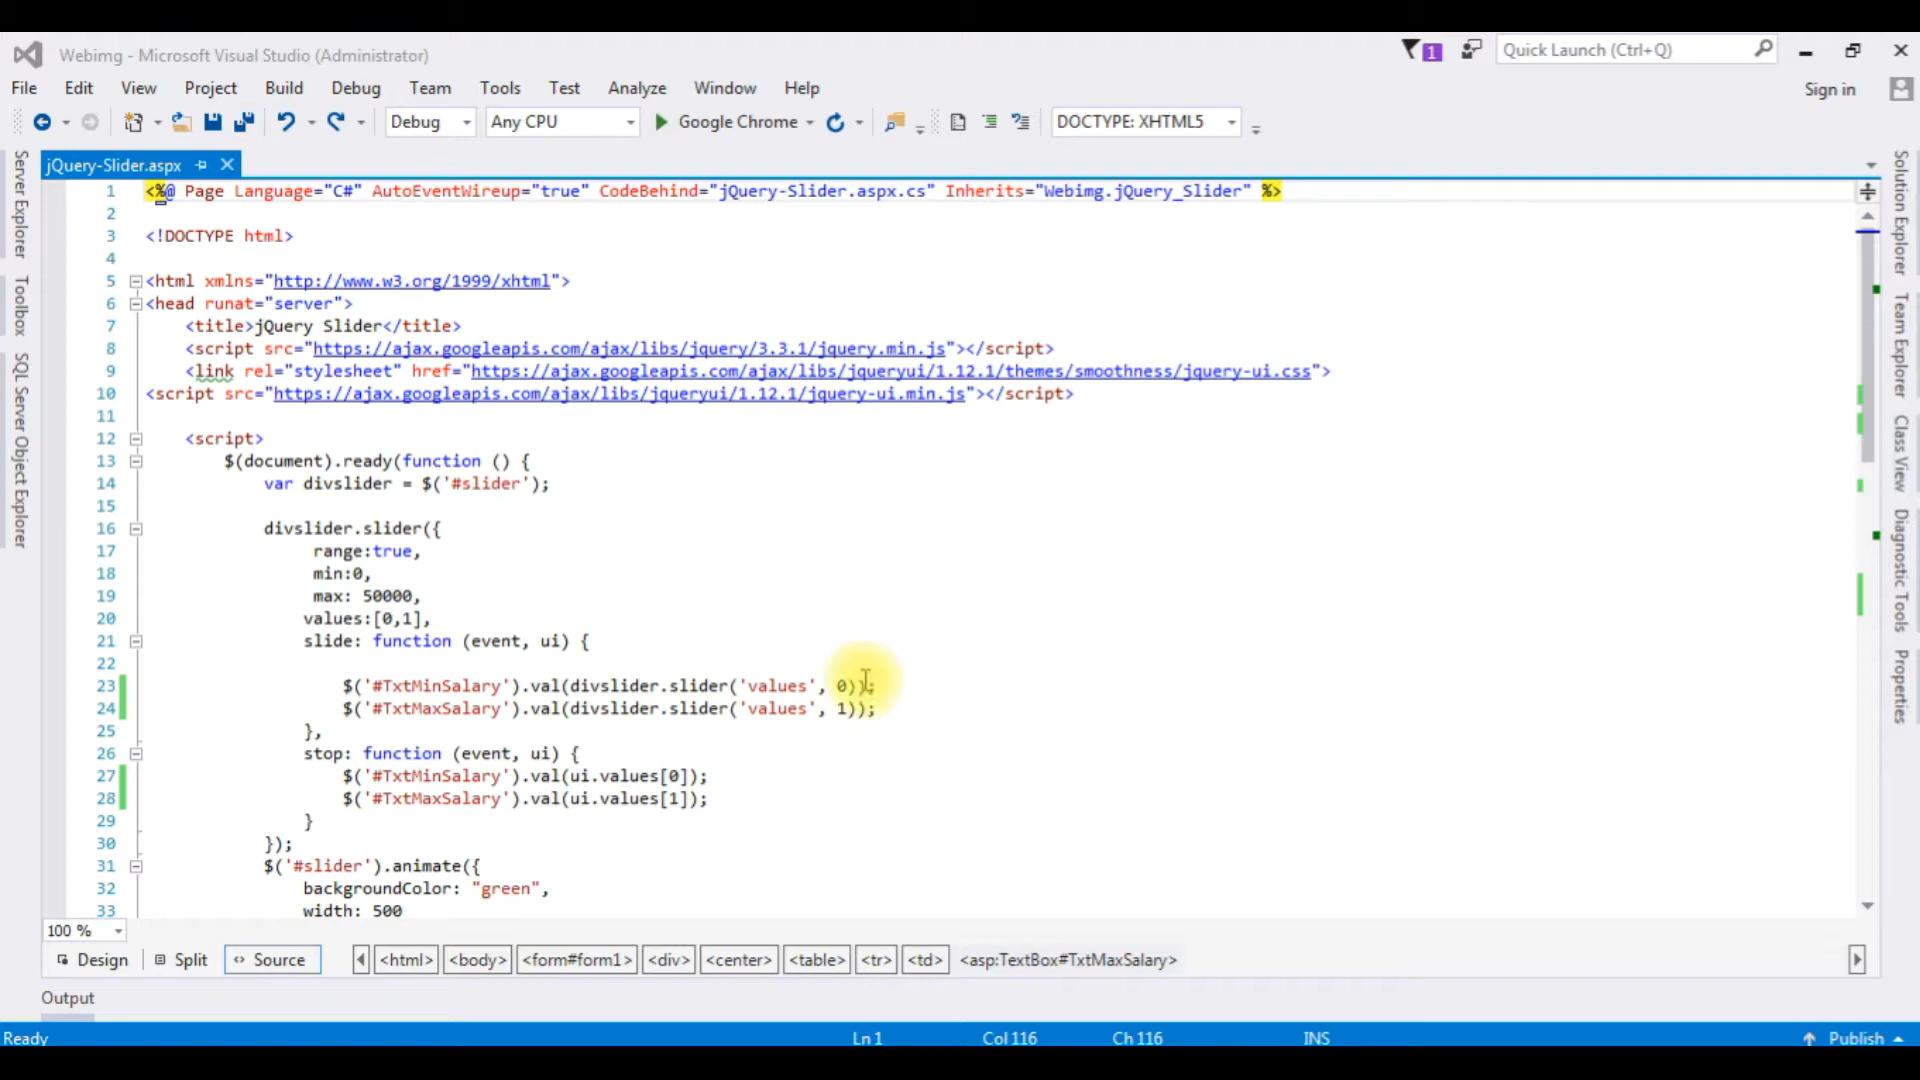 Webimg - Microsoft Visual Studio (Administrator)
1
Quick Launch (Ctrl+Q)
File Edit View Project Build Debug Team Tools Test Analyze Window Help
Sign in
Debug Any CPU Google Chrome DOCTYPE: XHTML5
jQuery-Slider.aspx
Server Explorer
Toolbox
SQL Server Object Explorer
1 <%@ Page Language="C#" AutoEventWireup="true" CodeBehind="jQuery-Slider.aspx.cs" Inherits="Webimg.jQuery_Slider" %>
2
3 <!DOCTYPE html>
4
5 <html xmlns="http://www.w3.org/1999/xhtml">
6 <head runat="server">
7 <title>jQuery Slider</title>
8 <script src="https://ajax.googleapis.com/ajax/libs/jquery/3.3.1/jquery.min.js"></script>
9 <link rel="stylesheet" href="https://ajax.googleapis.com/ajax/libs/jqueryui/1.12.1/themes/smoothness/jquery-ui.css">
10 <script src="https://ajax.googleapis.com/ajax/libs/jqueryui/1.12.1/jquery-ui.min.js"></script>
11
12 <script>
13 $(document).ready(function () {
14 var divslider = $('#slider');
15
16 divslider.slider({
17 range:true,
18 min:0,
19 max: 50000,
20 values:[0,1],
21 slide: function (event, ui) {
22
23 $('#TxtMinSalary').val(divslider.slider('values', 0));
24 $('#TxtMaxSalary').val(divslider.slider('values', 1));
25 },
26 stop: function (event, ui) {
27 $('#TxtMinSalary').val(ui.values[0]);
28 $('#TxtMaxSalary').val(ui.values[1]);
29 }
30 });
31 $('#slider').animate({
32 backgroundColor: "green",
33 width: 500
Solution Explorer
Team Explorer
Class View
Diagnostic Tools
Properties
100 %
Design Split Source <html> <body> <form#form1> <div> <center> <table> <tr> <td> <asp:TextBox#TxtMaxSalary>
Output
Ready Ln 1 Col 116 Ch 116 INS Publish